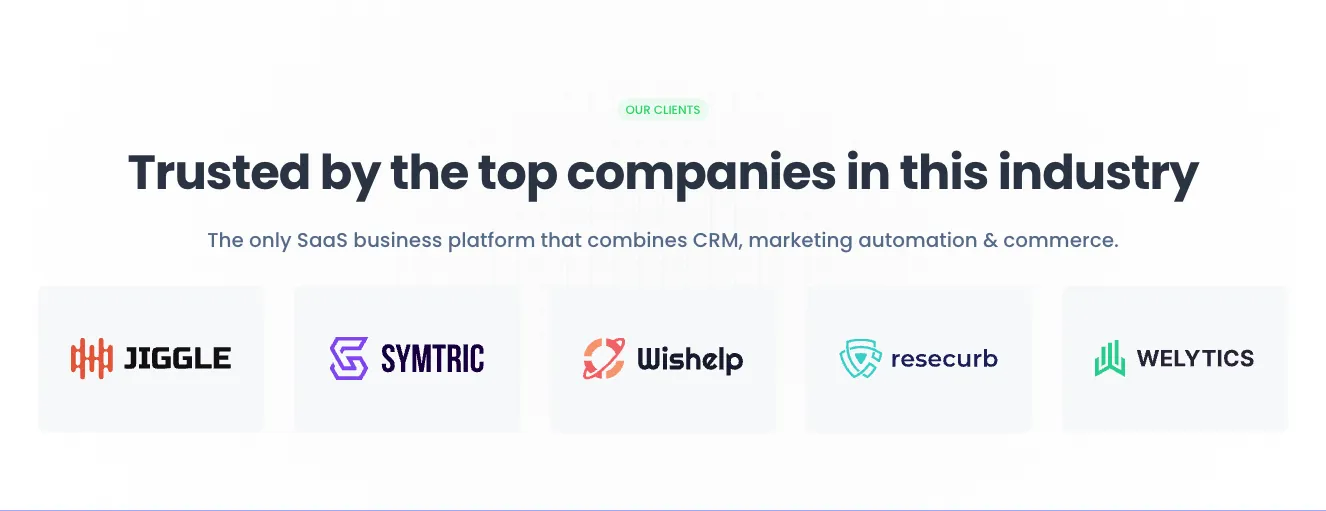 OUR CLIENTS
Trusted by the top companies in this industry
The only SaaS business platform that combines CRM, marketing automation & commerce.
JIGGLE
SYMTRIC
Wishelp
resecurb
WELYTICS